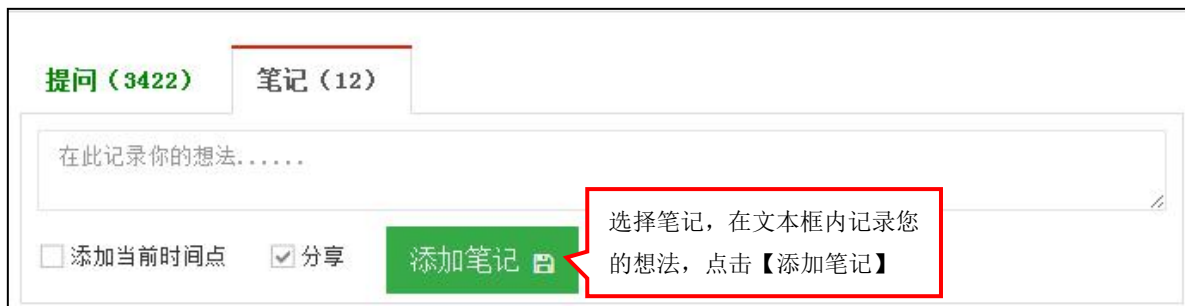 提问（3422） 笔记（12）
在此记录你的想法......
添加当前时间点 分享 添加笔记
选择笔记，在文本框内记录您
的想法，点击【添加笔记】